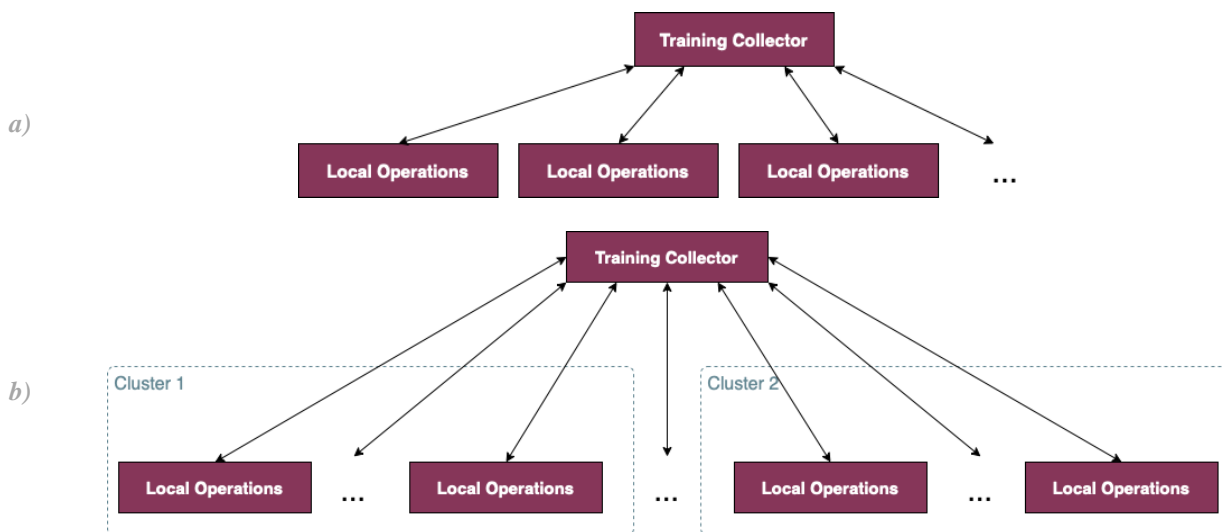 Training Collector
a)
Local Operations
Local Operations
Local Operations
...
Training Collector
b)
Cluster 1
Cluster 2
Local Operations
...
Local Operations
...
Local Operations
...
Local Operations